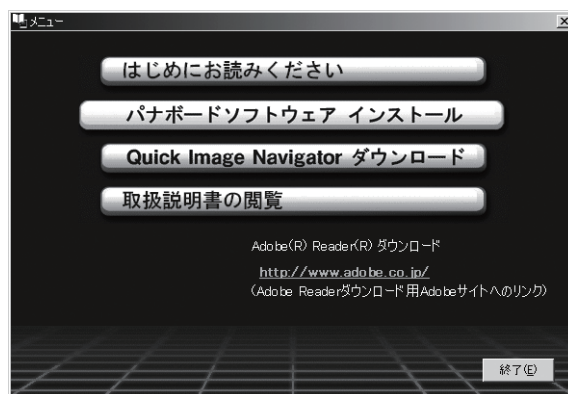 メニュー
はじめにお読みください
パナボードソフトウェア インストール
Quick Image Navigator ダウンロード
取扱説明書の閲覧
Adobe(R) Reader(R) ダウンロード
http://www.adobe.co.jp/
(Adobe Readerダウンロード用Adobeサイトへのリンク)
終了(E)